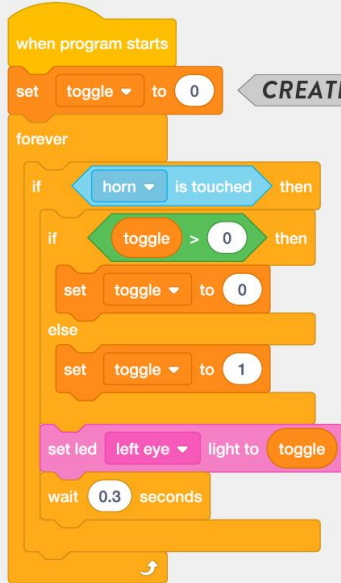 when program starts
set toggle to 0
forever
if horn is touched then
if toggle > 0 then
set toggle to 0
else
set toggle to 1
set led left eye light to toggle
wait 0.3 seconds